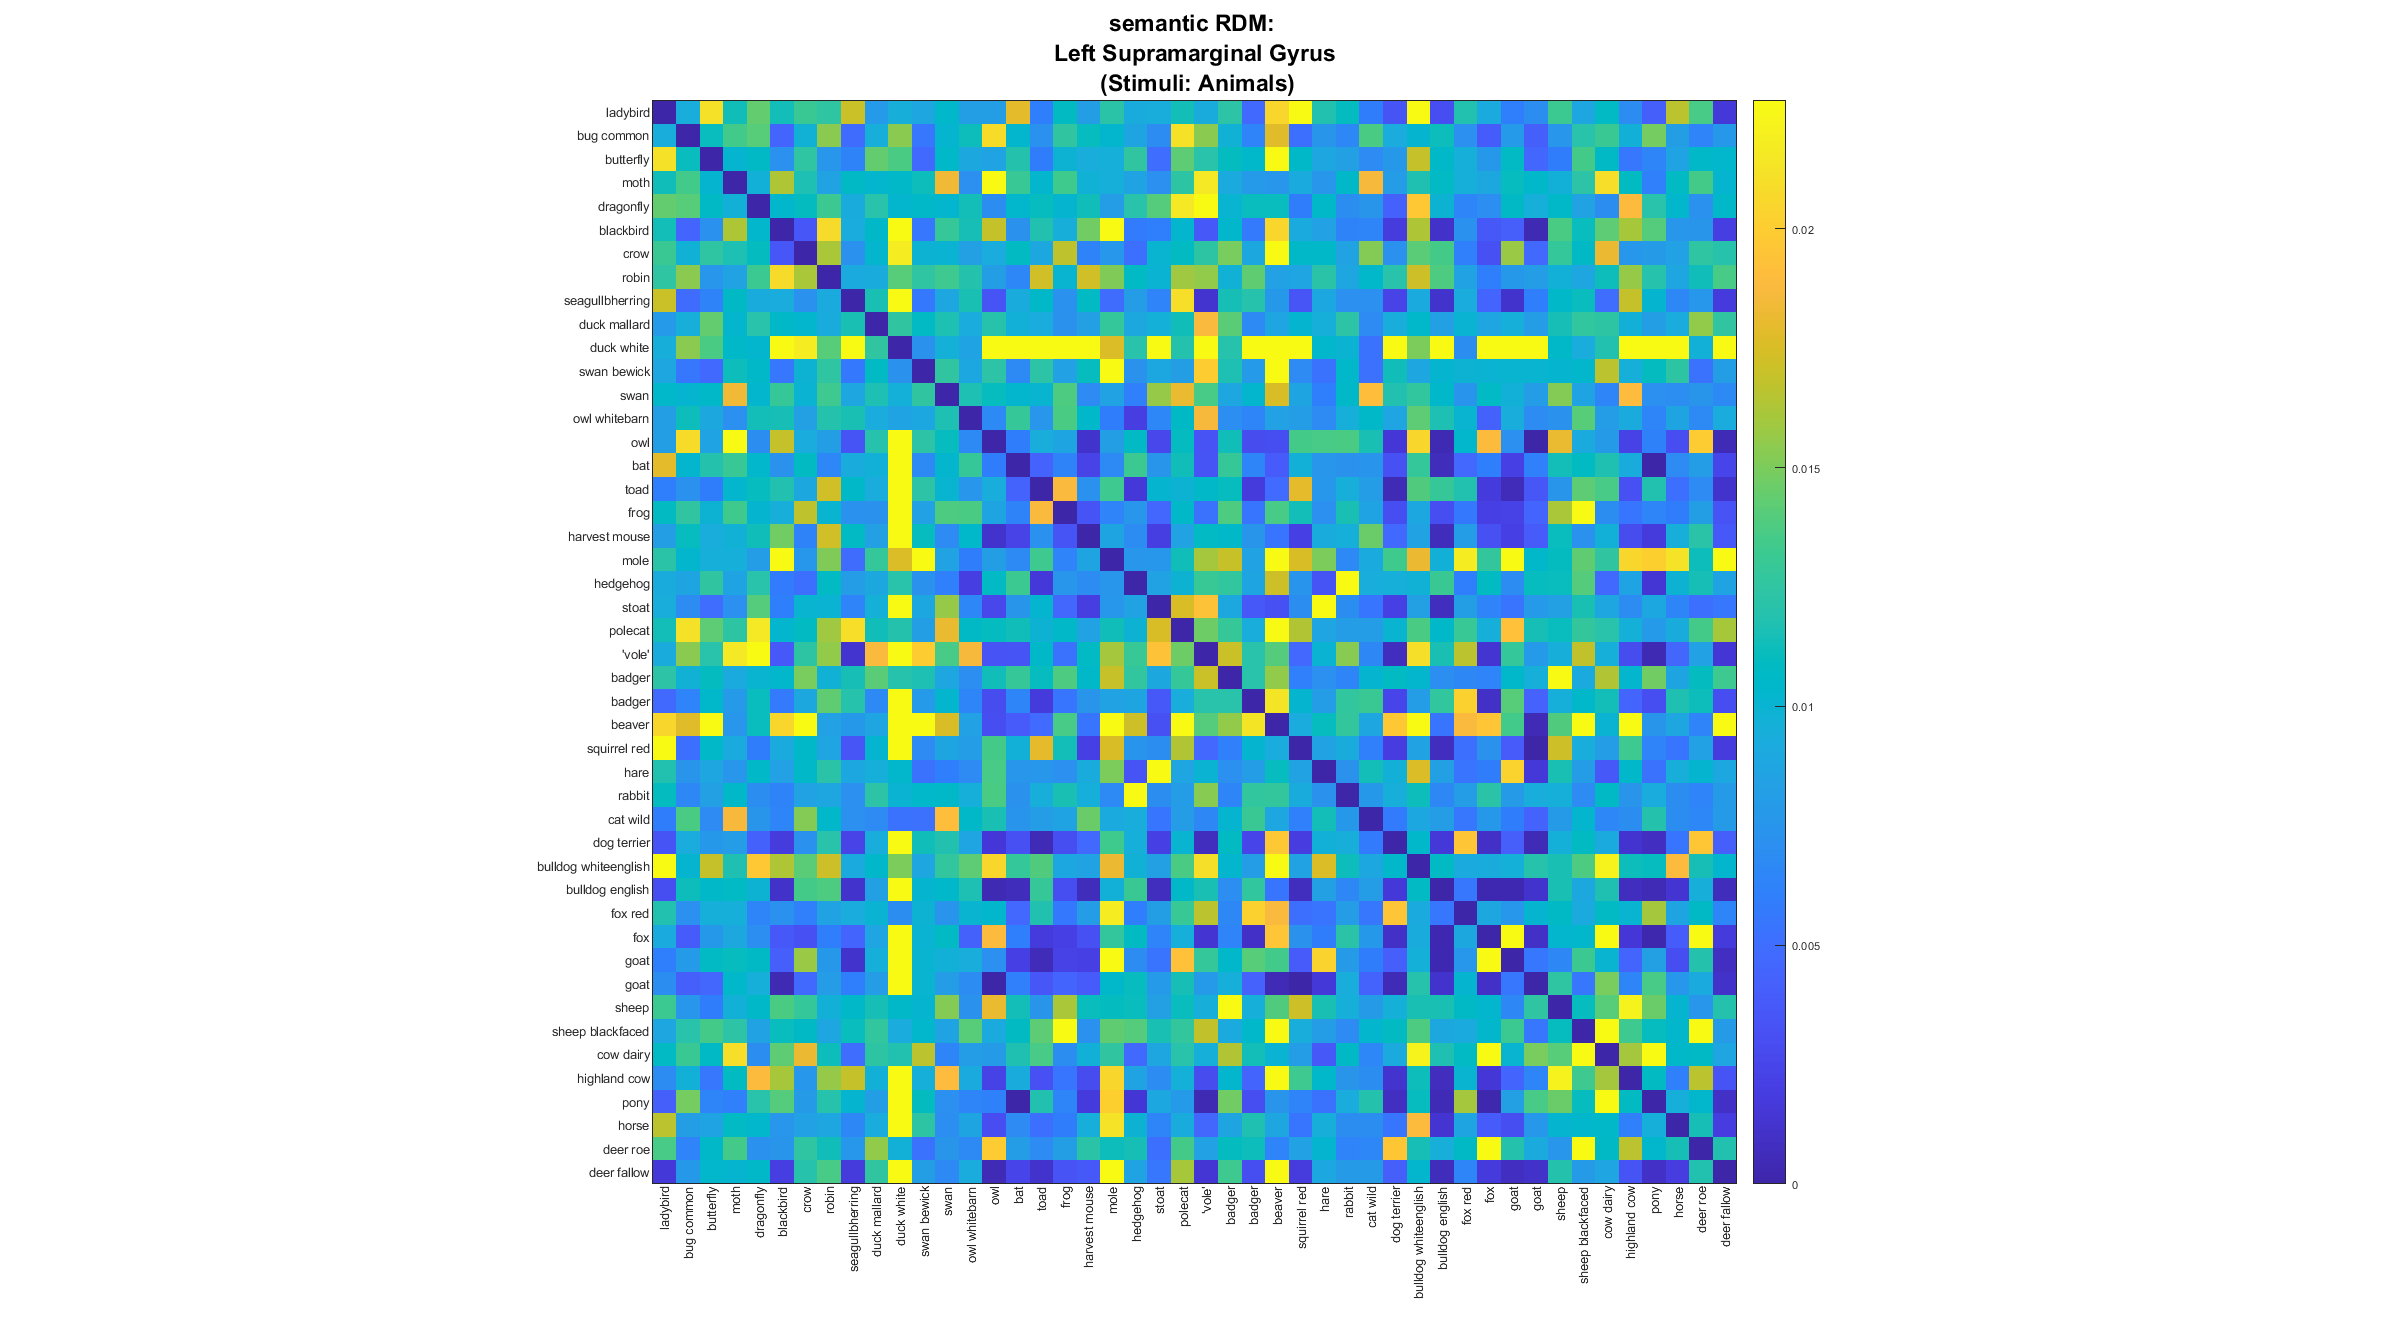 semantic RDM:
Left Supramarginal Gyrus
(Stimuli: Animals)
ladybird
bug common
butterfly
moth
dragonfly
blackbird
crow
robin
seagullbherring
duck mallard
duck white
swan bewick
swan
owl whitebarn
owl
bat
toad
frog
harvest mouse
mole
hedgehog
stoat
polecat
'vole'
badger
badger
beaver
squirrel red
hare
rabbit
cat wild
dog terrier
bulldog whiteenglish
bulldog english
fox red
fox
goat
goat
sheep
sheep blackfaced
cow dairy
highland cow
pony
horse
deer roe
deer fallow
0.02
0.015
0.01
0.005
0
ladybird
bug common
butterfly
moth
dragonfly
blackbird
crow
robin
seagullbherring
duck mallard
duck white
swan bewick
swan
owl whitebarn
owl
bat
toad
frog
harvest mouse
mole
hedgehog
stoat
polecat
'vole'
badger
badger
beaver
squirrel red
hare
rabbit
cat wild
dog terrier
bulldog whiteenglish
bulldog english
fox red
fox
goat
goat
sheep
sheep blackfaced
cow dairy
highland cow
pony
horse
deer roe
deer fallow